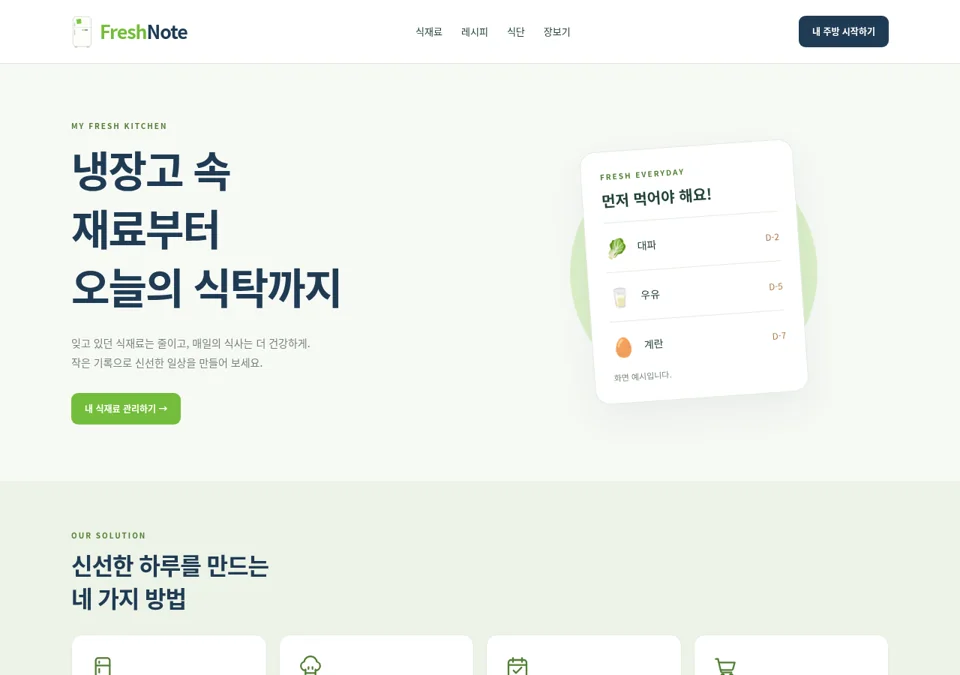 FreshNote
식재료 레시피 식단 장보기
내 주방 시작하기
MY FRESH KITCHEN
냉장고 속
재료부터
오늘의 식탁까지
잊고 있던 식재료는 줄이고, 매일의 식사는 더 건강하게.
작은 기록으로 신선한 일상을 만들어 보세요.
내 식재료 관리하기 →
FRESH EVERYDAY
먼저 먹어야 해요!
대파 D-2
우유 D-5
계란 D-7
화면 예시입니다.
OUR SOLUTION
신선한 하루를 만드는
네 가지 방법